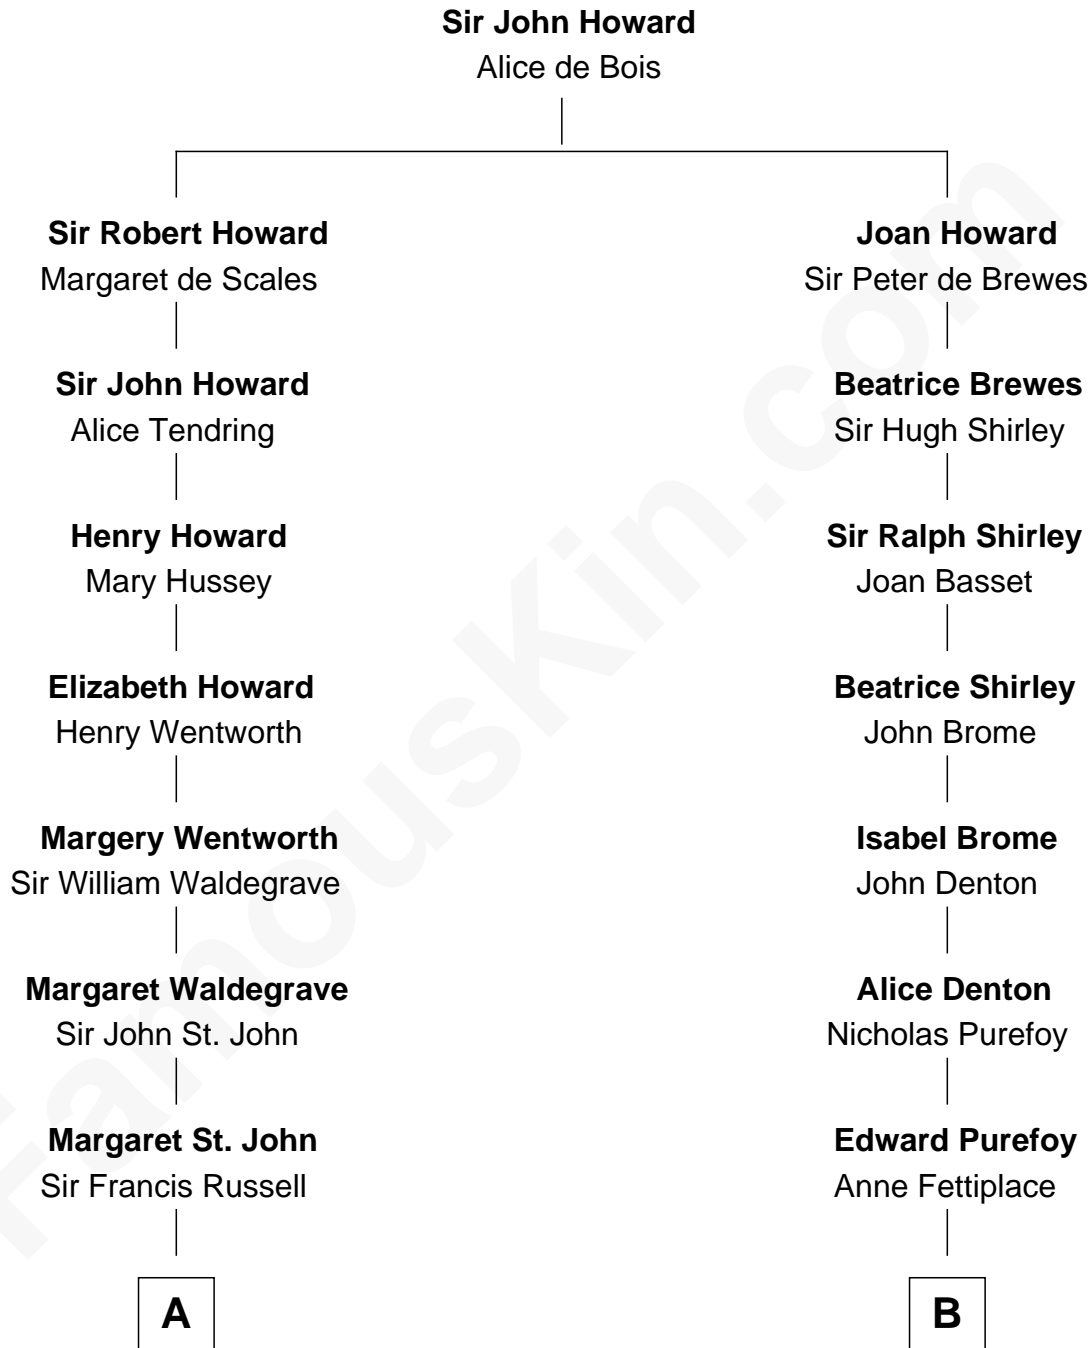 Sir John Howard
Alice de Bois
Sir Robert Howard
Margaret de Scales
Joan Howard
Sir Peter de Brewes
Sir John Howard
Alice Tendring
Beatrice Brewes
Sir Hugh Shirley
Henry Howard
Mary Hussey
Sir Ralph Shirley
Joan Basset
Elizabeth Howard
Henry Wentworth
Beatrice Shirley
John Brome
Margery Wentworth
Sir William Waldegrave
Isabel Brome
John Denton
Margaret Waldegrave
Sir John St. John
Alice Denton
Nicholas Purefoy
Margaret St. John
Sir Francis Russell
Edward Purefoy
Anne Fettiplace
A
B
FamousKin.com